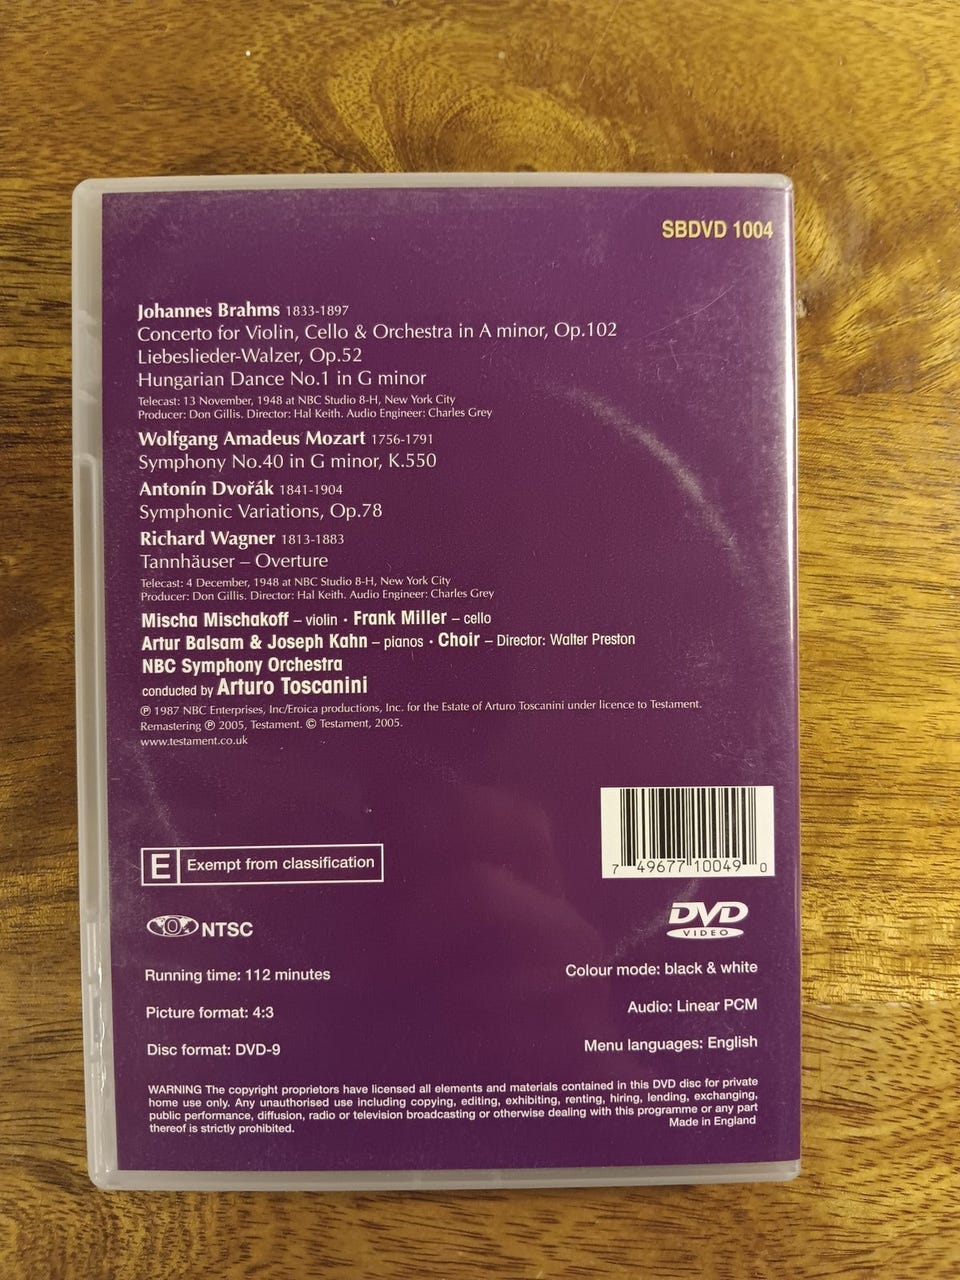 SBDVD 1004
Johannes Brahms 1833-1897
Concerto for Violin, Cello & Orchestra in A minor, Op.102
Liebeslieder-Walzer, Op.52
Hungarian Dance No.1 in G minor
Telecast: 13 November, 1948 at NBC Studio 8-H, New York City
Producer: Don Gillis. Director: Hal Keith. Audio Engineer: Charles Grey
Wolfgang Amadeus Mozart 1756-1791
Symphony No.40 in G minor, K.550
Antonín Dvořák 1841-1904
Symphonic Variations, Op.78
Richard Wagner 1813-1883
Tannhäuser – Overture
Telecast: 4 December, 1948 at NBC Studio 8-H, New York City
Producer: Don Gillis. Director: Hal Keith. Audio Engineer: Charles Grey
Mischa Mischakoff – violin · Frank Miller – cello
Artur Balsam & Joseph Kahn – pianos · Choir – Director: Walter Preston
NBC Symphony Orchestra
conducted by Arturo Toscanini
℗ 1987 NBC Enterprises, Inc/Eroica productions, Inc. for the Estate of Arturo Toscanini under licence to Testament.
Remastering ℗ 2005, Testament. © Testament, 2005.
www.testament.co.uk
7 49677 10049 0
E Exempt from classification
0 NTSC
DVD
VIDEO
Running time: 112 minutes
Colour mode: black & white
Picture format: 4:3
Audio: Linear PCM
Disc format: DVD-9
Menu languages: English
WARNING The copyright proprietors have licensed all elements and materials contained in this DVD disc for private
home use only. Any unauthorised use including copying, editing, exhibiting, renting, hiring, lending, exchanging,
public performance, diffusion, radio or television broadcasting or otherwise dealing with this programme or any part
thereof is strictly prohibited.
Made in England